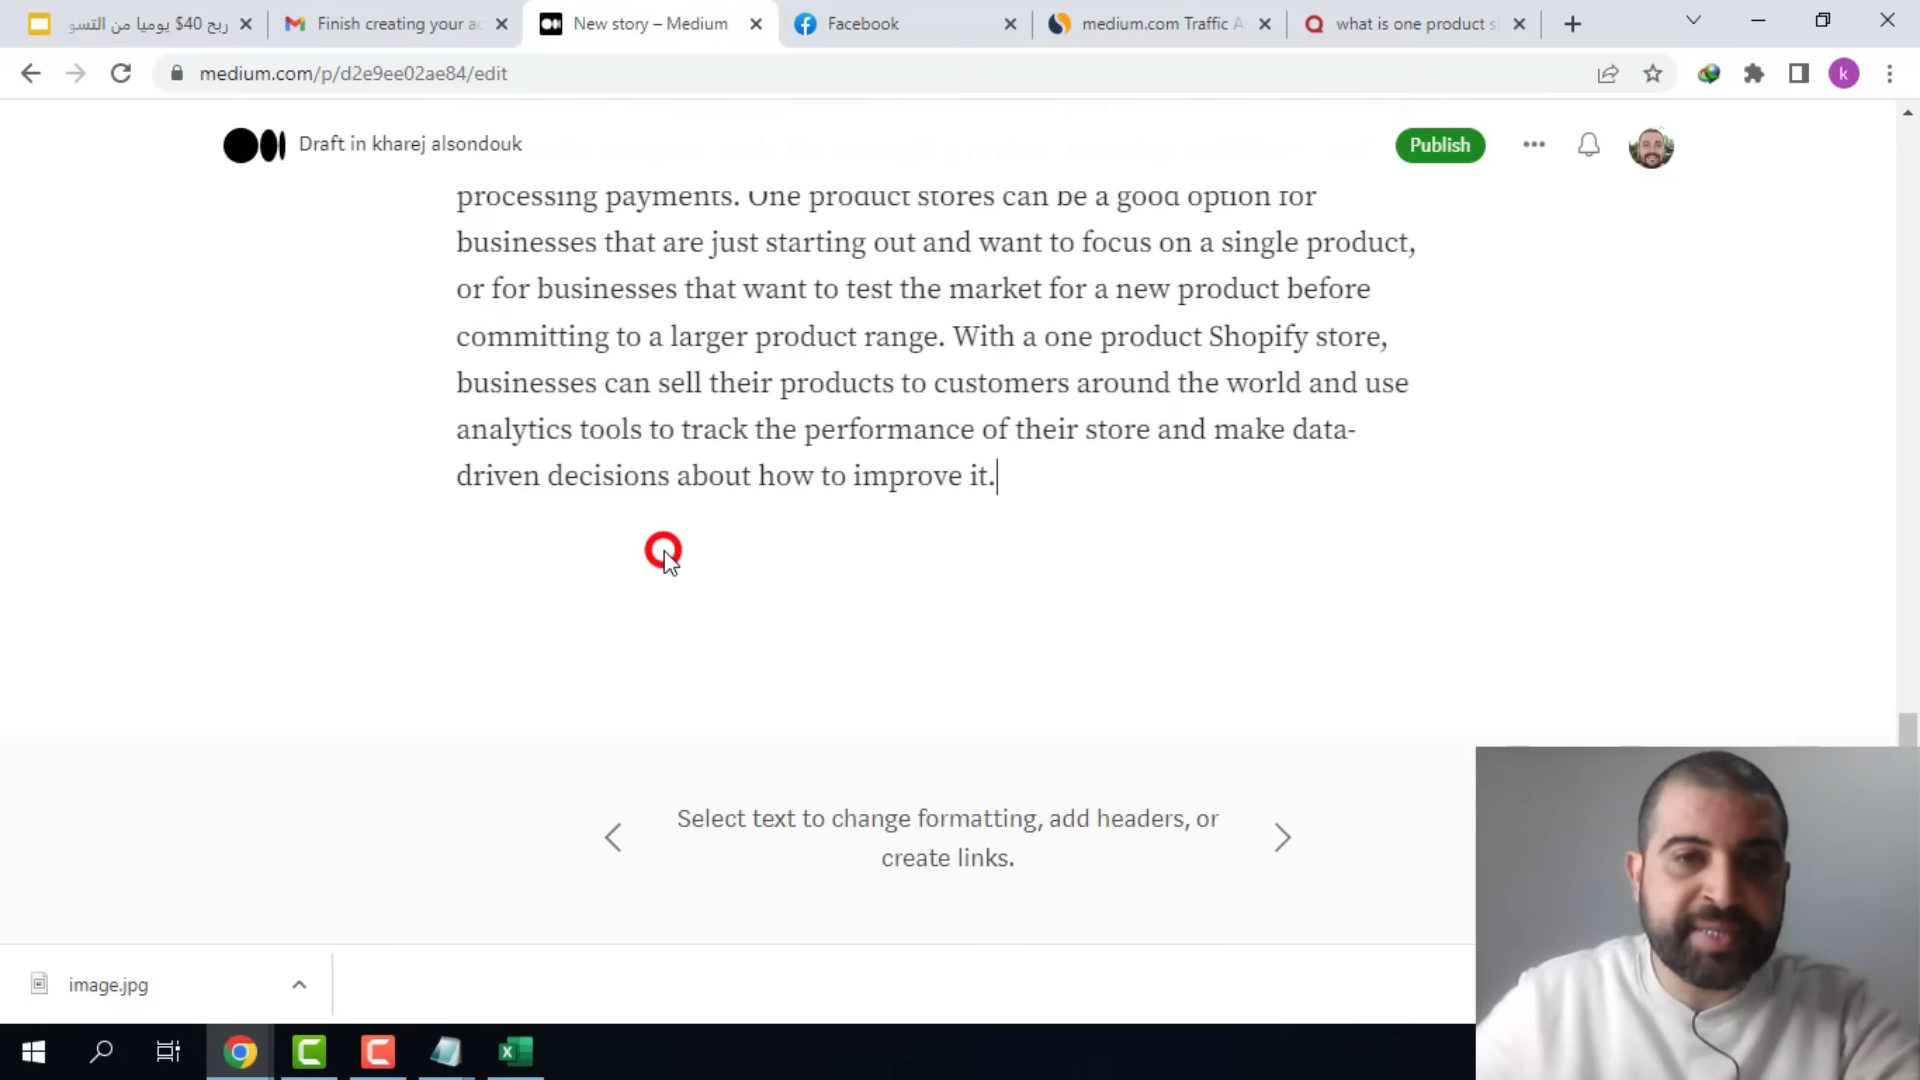 ربح 40$ يوميا من التسو
Finish creating your ac
New story – Medium
Facebook
medium.com Traffic A
what is one product s
medium.com/p/d2e9ee02ae84/edit
k
Draft in kharej alsondouk
Publish
processing payments. One product stores can be a good option for
businesses that are just starting out and want to focus on a single product,
or for businesses that want to test the market for a new product before
committing to a larger product range. With a one product Shopify store,
businesses can sell their products to customers around the world and use
analytics tools to track the performance of their store and make data-
driven decisions about how to improve it.
Select text to change formatting, add headers, or
create links.
image.jpg